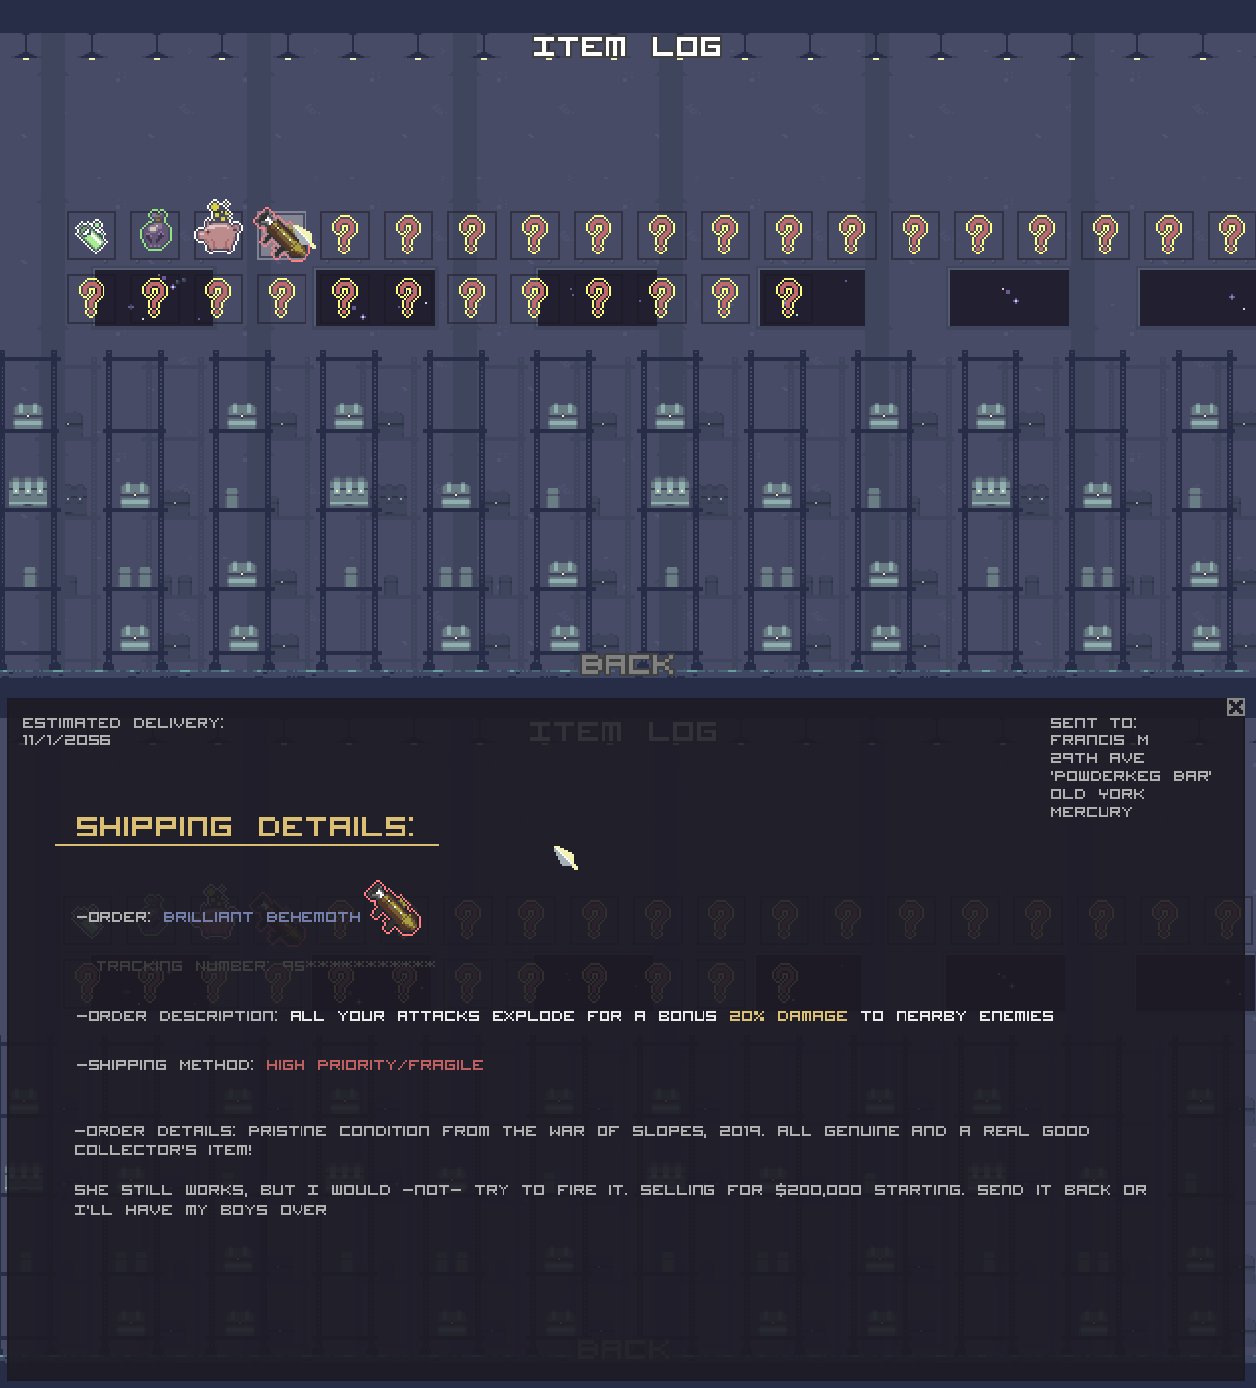 ITEM LOG
BACK
ESTIMATED DELIVERY:
11/1/2056
SENT TO:
FRANCIS M
29TH AVE
'POWDERKEG BAR'
OLD YORK
MERCURY
ITEM LOG
SHIPPING DETAILS:
-ORDER: BRILLIANT BEHEMOTH
TRACKING NUMBER: 95***********
-ORDER DESCRIPTION: ALL YOUR ATTACKS EXPLODE FOR A BONUS 20% DAMAGE TO NEARBY ENEMIES
-SHIPPING METHOD: HIGH PRIORITY/FRAGILE
-ORDER DETAILS: PRISTINE CONDITION FROM THE WAR OF SLOPES, 2019. ALL GENUINE AND A REAL GOOD
COLLECTOR'S ITEM!
SHE STILL WORKS, BUT I WOULD -NOT- TRY TO FIRE IT. SELLING FOR $200,000 STARTING. SEND IT BACK OR
I'LL HAVE MY BOYS OVER
BACK